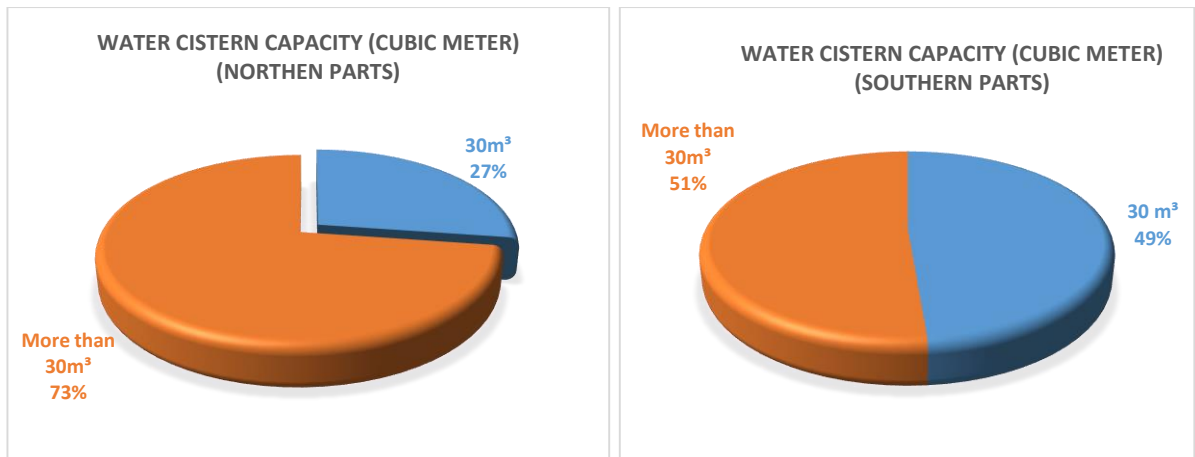 WATER CISTERN CAPACITY (CUBIC METER)
(NORTHEN PARTS)
30m³
27%
More than
30m³
73%
WATER CISTERN CAPACITY (CUBIC METER)
(SOUTHERN PARTS)
More than
30m³
51%
30 m³
49%